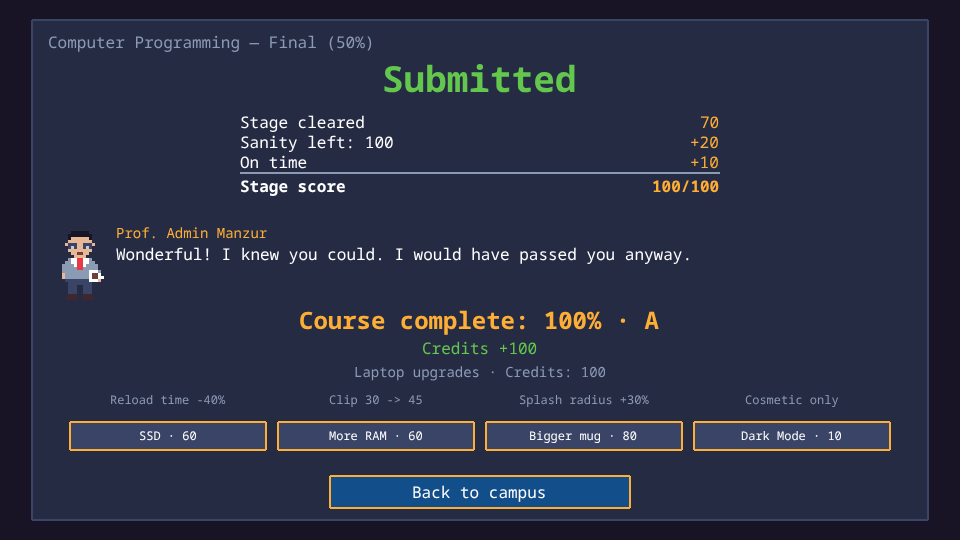 Computer Programming — Final (50%)
Submitted
Stage cleared 70
Sanity left: 100 +20
On time +10
Stage score 100/100
Prof. Admin Manzur
Wonderful! I knew you could. I would have passed you anyway.
Course complete: 100% · A
Credits +100
Laptop upgrades · Credits: 100
Reload time -40% Clip 30 -> 45 Splash radius +30% Cosmetic only
SSD · 60 More RAM · 60 Bigger mug · 80 Dark Mode · 10
Back to campus